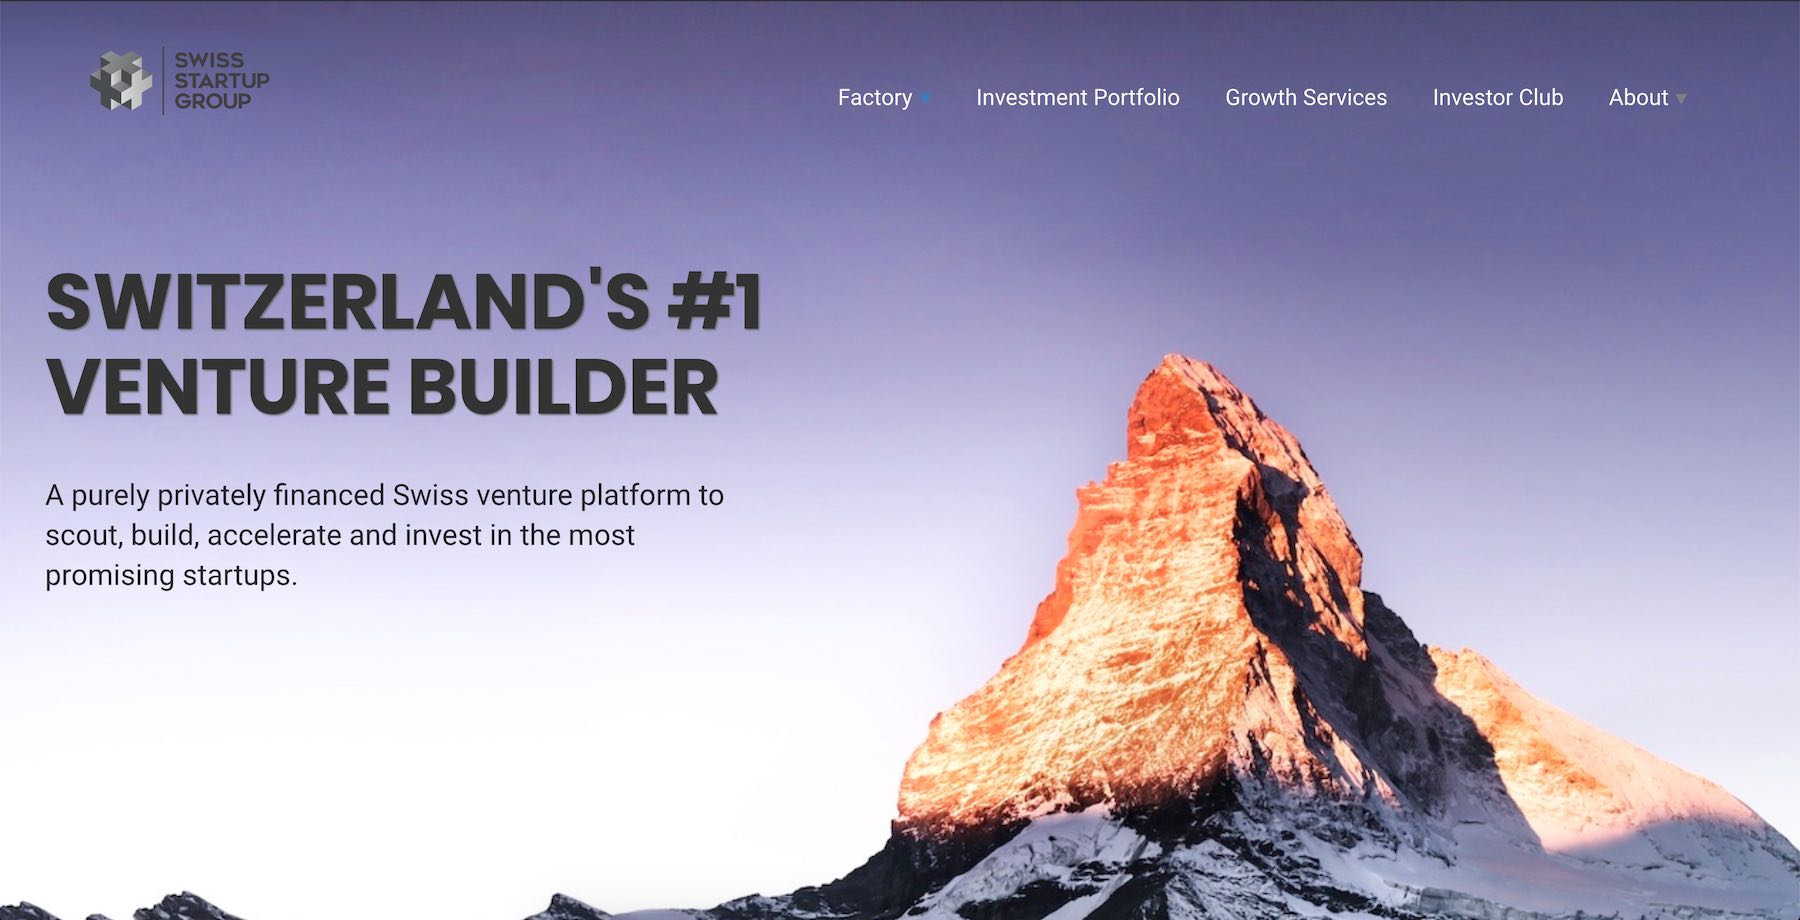 SWISS
STARTUP
GROUP
Factory Investment Portfolio Growth Services Investor Club About
SWITZERLAND'S #1
VENTURE BUILDER
A purely privately financed Swiss venture platform to
scout, build, accelerate and invest in the most
promising startups.